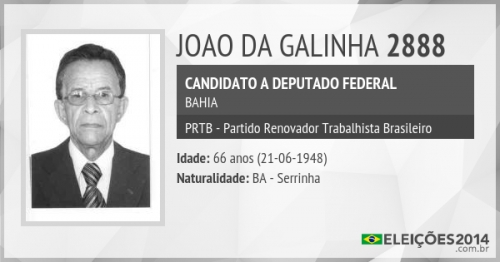 JOAO DA GALINHA 2888
CANDIDATO A DEPUTADO FEDERAL
BAHIA
PRTB - Partido Renovador Trabalhista Brasileiro
Idade: 66 anos (21-06-1948)
Naturalidade: BA - Serrinha
ELEIÇÕES2014
.com.br